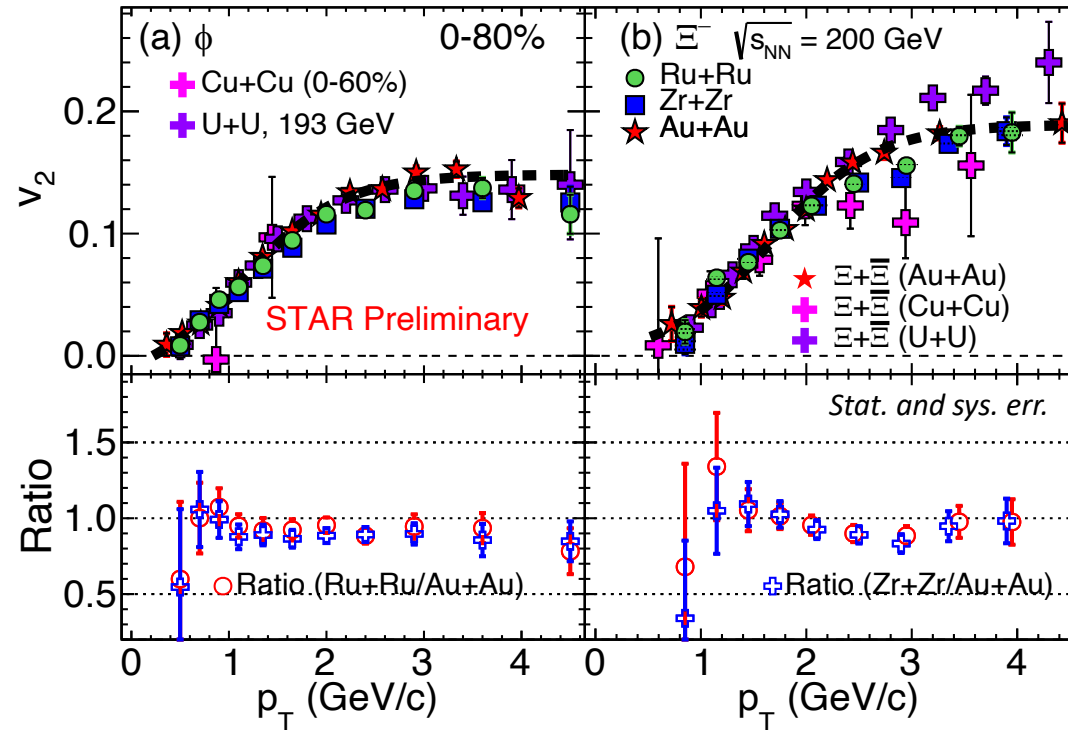 (a) ϕ 0-80%
Cu+Cu (0-60%)
U+U, 193 GeV
STAR Preliminary
(b) Ξ⁻ √s_NN = 200 GeV
Ru+Ru
Zr+Zr
Au+Au
Ξ+Ξ̅ (Au+Au)
Ξ+Ξ̅ (Cu+Cu)
Ξ+Ξ̅ (U+U)
v₂
0.2
0.1
0.0
Stat. and sys. err.
Ratio
1.5
1.0
0.5
Ratio (Ru+Ru/Au+Au)
Ratio (Zr+Zr/Au+Au)
0 1 2 3 4
0 1 2 3 4
p_T (GeV/c)
p_T (GeV/c)